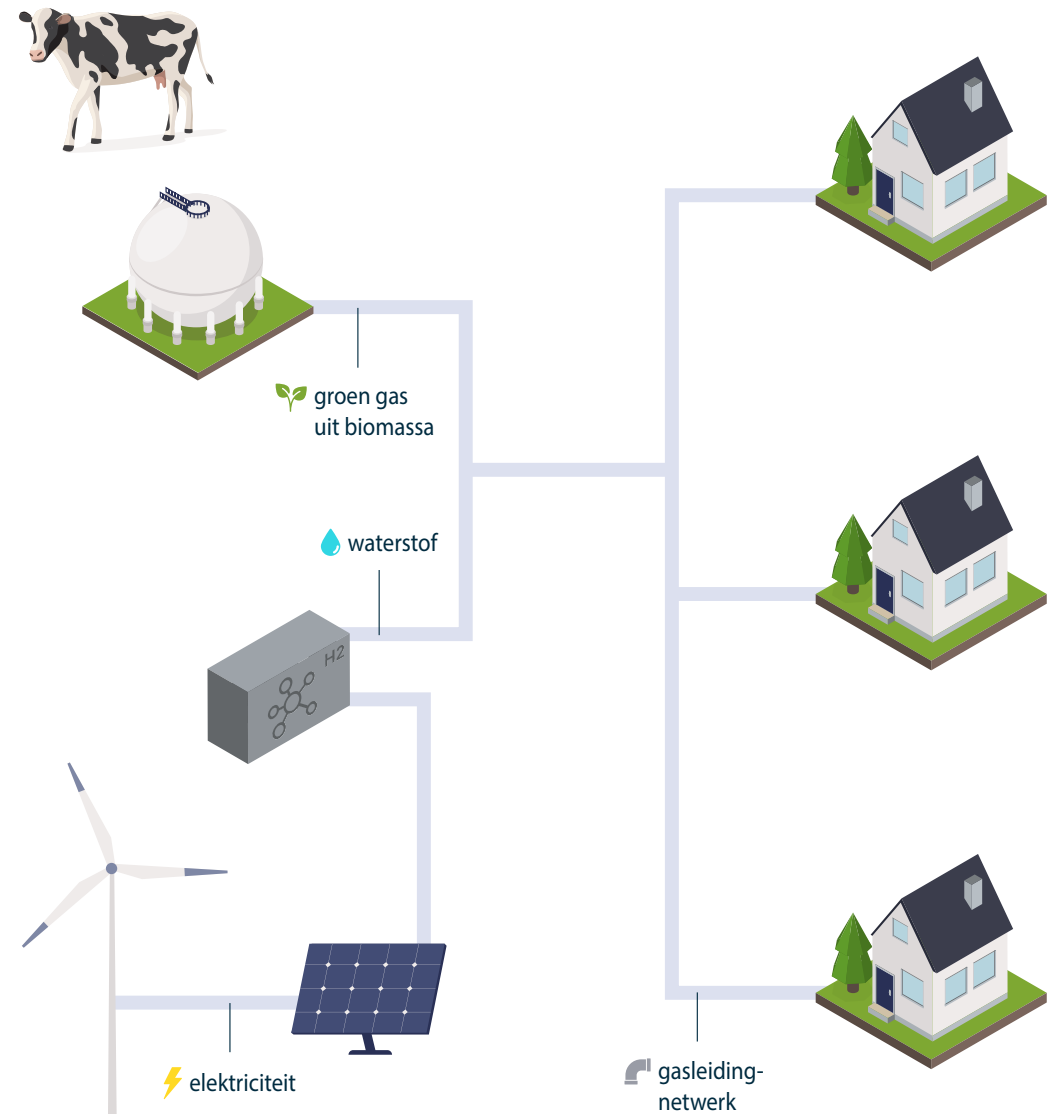 groen gas
uit biomassa
waterstof
H2
elektriciteit
gasleiding-
netwerk